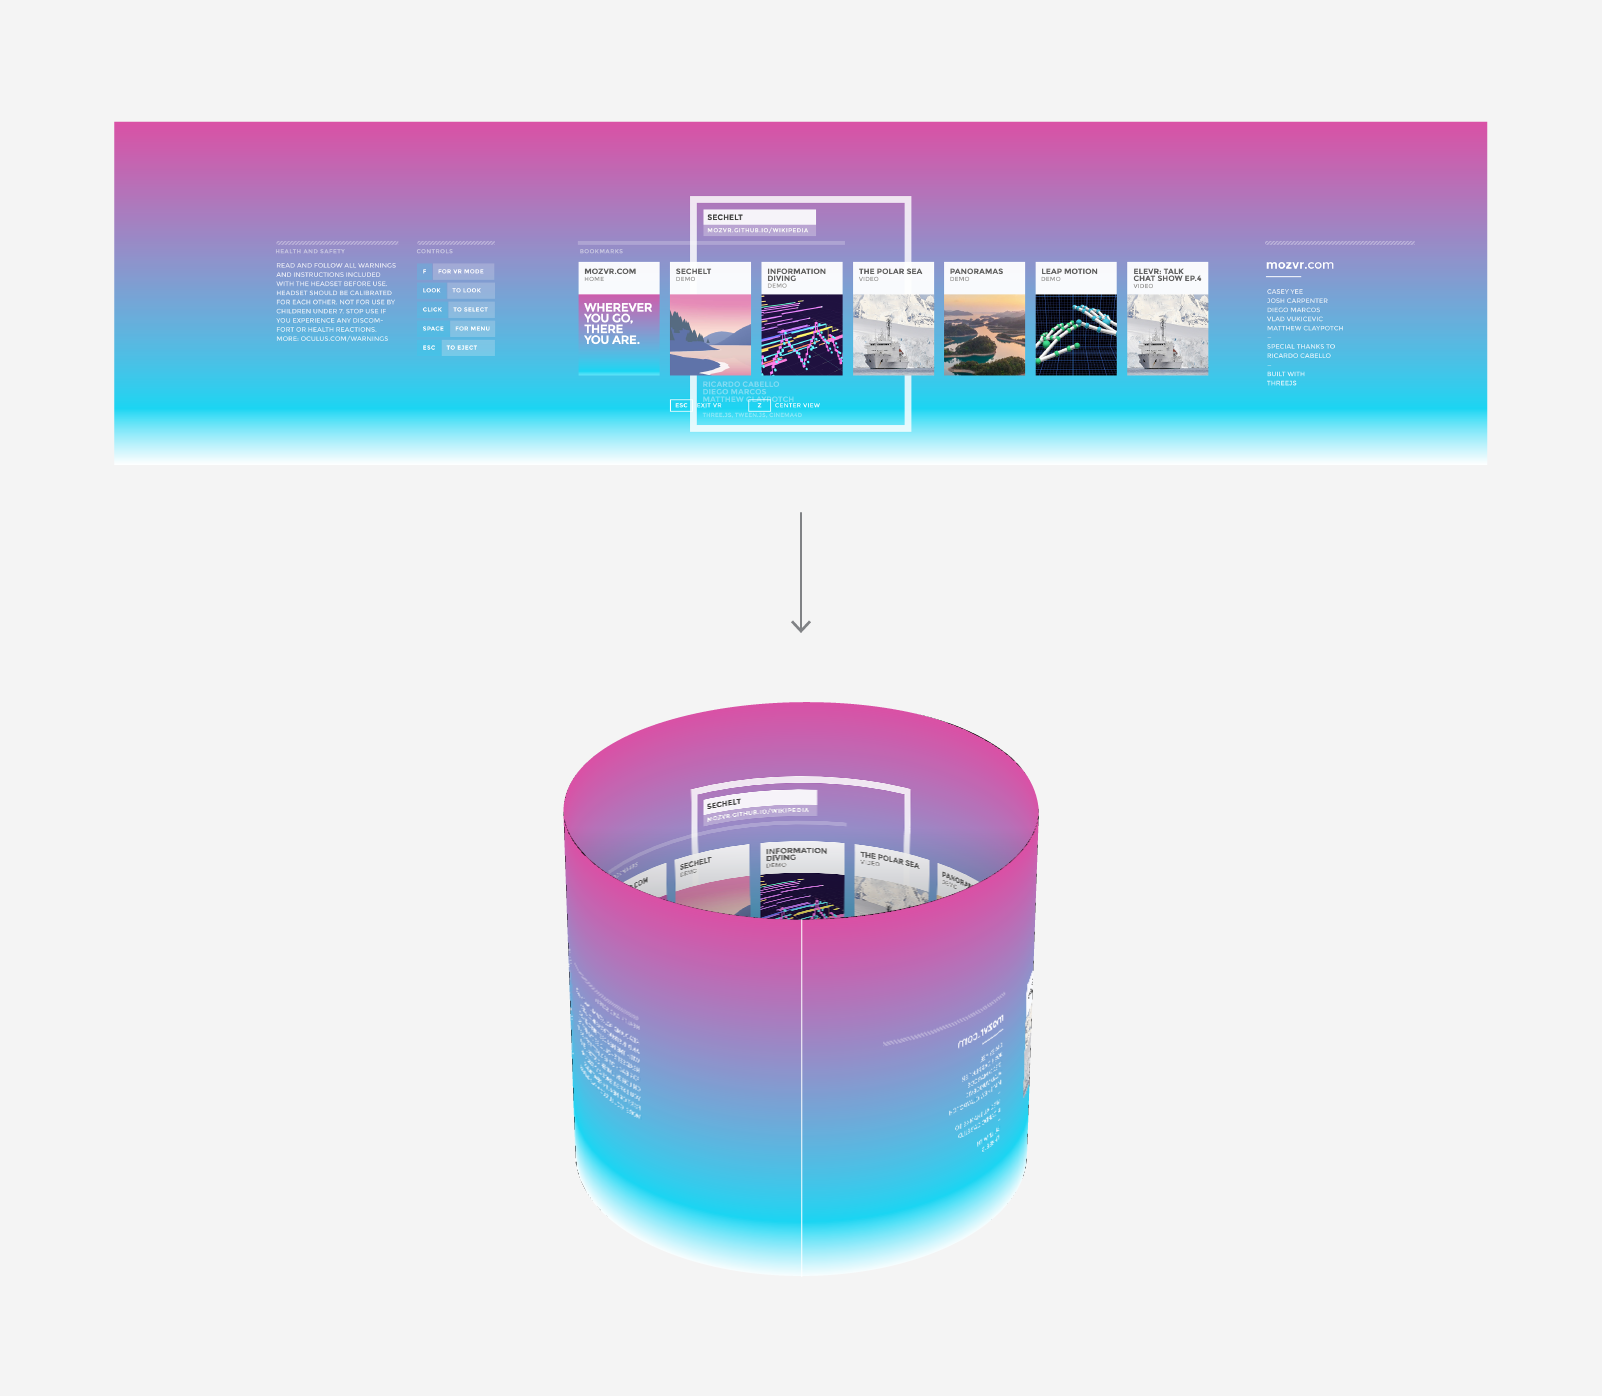 SECHELT
MOZVR.GITHUB.IO/WIKIPEDIA
HEALTH AND SAFETY
READ AND FOLLOW ALL WARNINGS
AND INSTRUCTIONS INCLUDED
WITH THE HEADSET BEFORE USE.
HEADSET SHOULD BE CALIBRATED
FOR EACH OTHER. NOT FOR USE BY
CHILDREN UNDER 7. STOP USE IF
YOU EXPERIENCE ANY DISCOM-
FORT OR HEALTH REACTIONS.
MORE: OCULUS.COM/WARNINGS
CONTROLS
F FOR VR MODE
LOOK TO LOOK
CLICK TO SELECT
SPACE FOR MENU
ESC TO EJECT
BOOKMARKS
MOZVR.COM
HOME
WHEREVER
YOU GO,
THERE
YOU ARE.
SECHELT
DEMO
INFORMATION
DIVING
DEMO
THE POLAR SEA
VIDEO
PANORAMAS
DEMO
LEAP MOTION
DEMO
ELEVR: TALK
CHAT SHOW EP.4
VIDEO
RICARDO CABELLO
DIEGO MARCOS
MATTHEW CLAYPOTCH
ESC EXIT VR
Z CENTER VIEW
THREEJS, TWEENJS, CINEMA4D
mozvr.com
CASEY YEE
JOSH CARPENTER
DIEGO MARCOS
VLAD VUKICEVIC
MATTHEW CLAYPOTCH
–
SPECIAL THANKS TO
RICARDO CABELLO
–
BUILT WITH
THREEJS
SECHELT
MOZVR.GITHUB.IO/WIKIPEDIA
SECHELT
DEMO
INFORMATION
DIVING
DEMO
THE POLAR SEA
VIDEO
mozvr.com